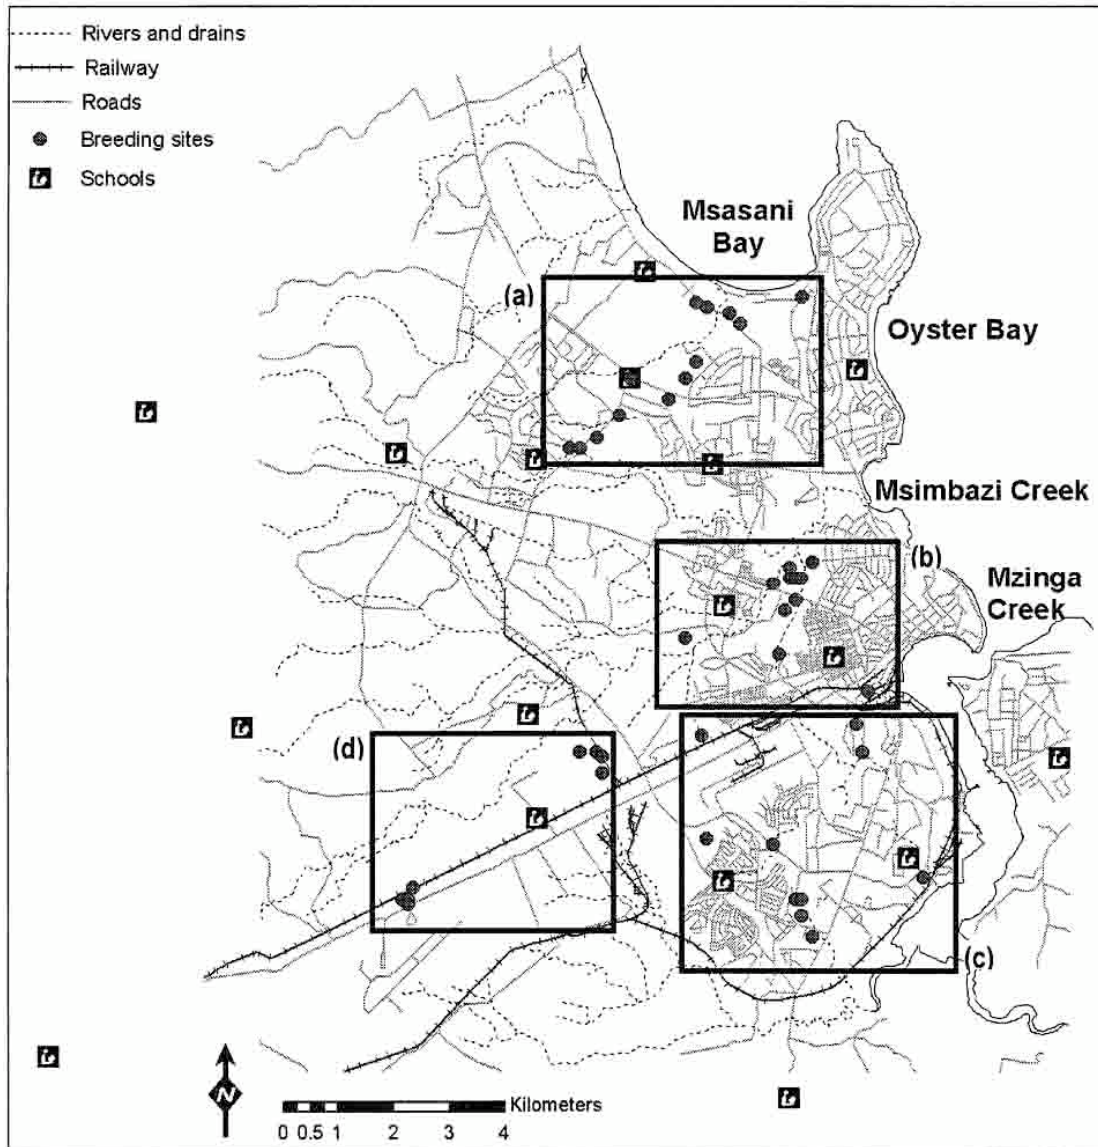 Rivers and drains
Railway
Roads
Breeding sites
Schools
Msasani
Bay
(a)
Oyster Bay
Msimbazi Creek
(b)
Mzinga
Creek
(d)
(c)
N
Kilometers
0 0.5 1 2 3 4